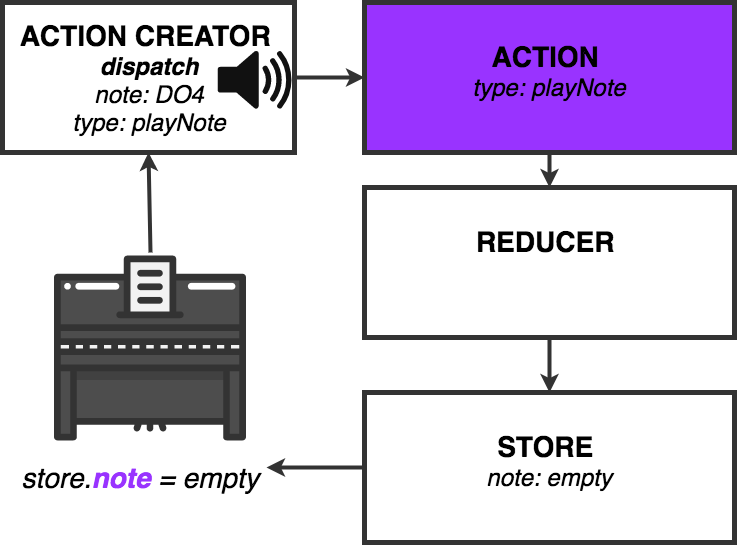 ACTION CREATOR
dispatch
note: DO4
type: playNote
ACTION
type: playNote
REDUCER
STORE
note: empty
store.note = empty